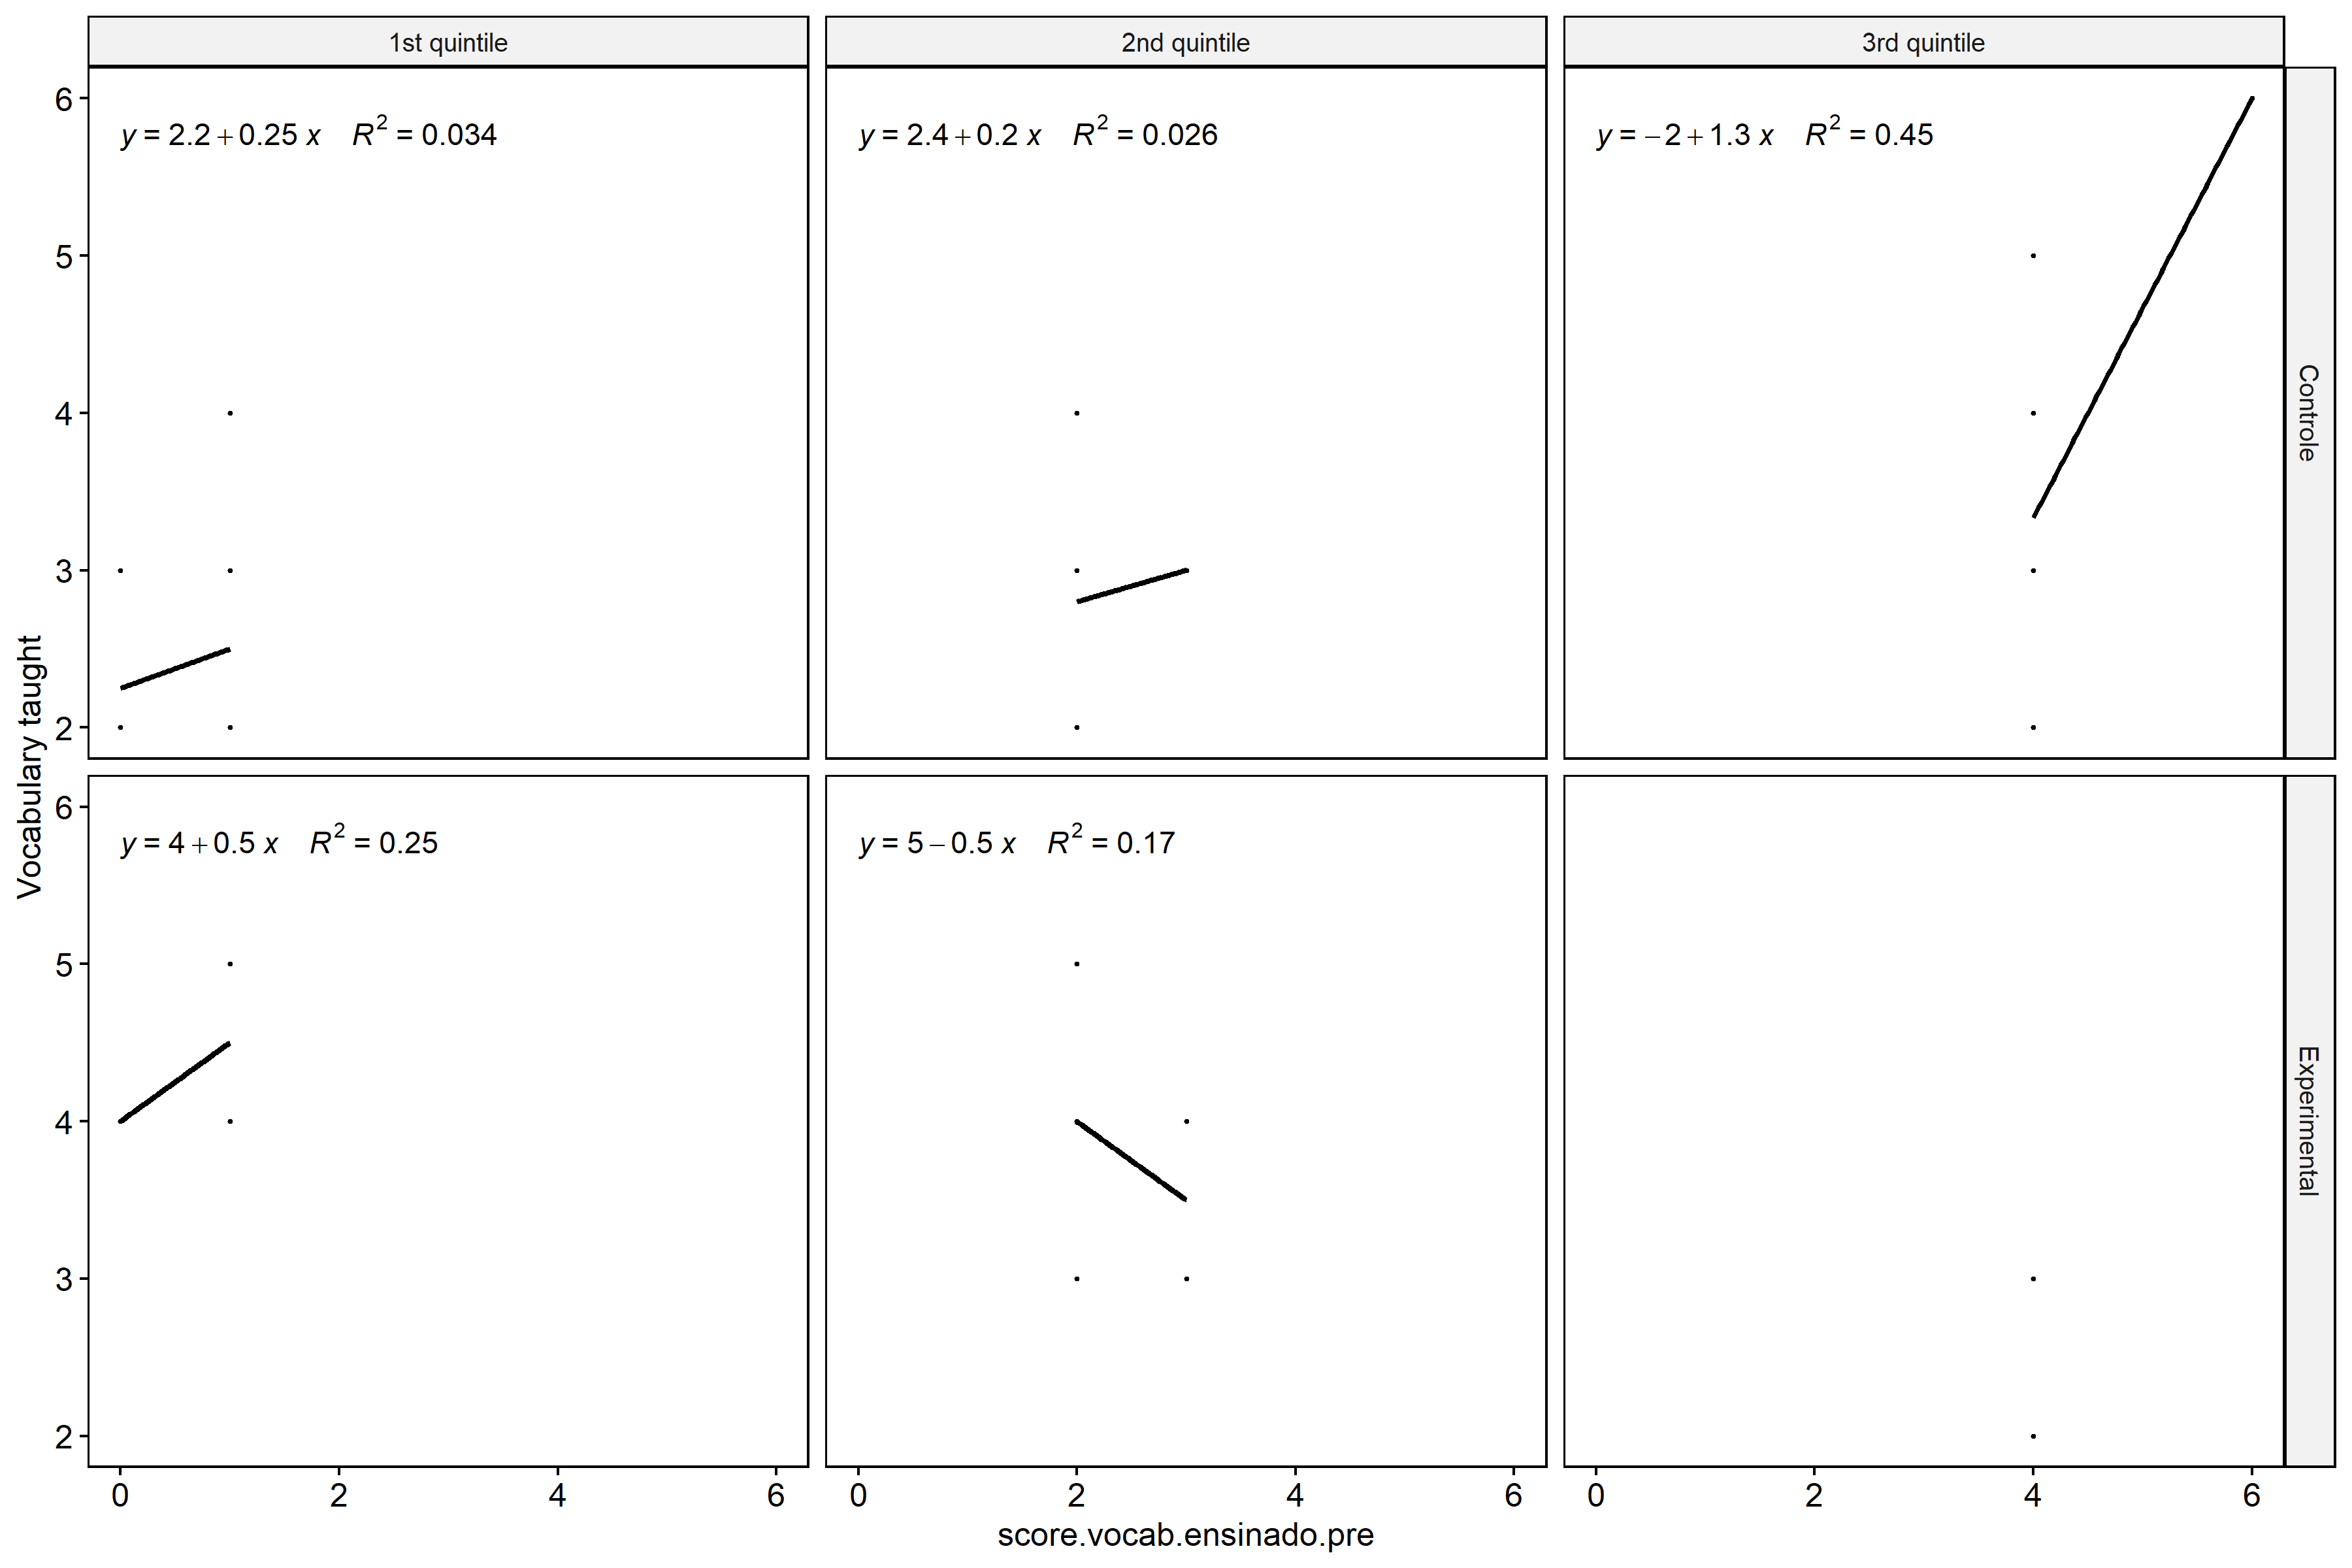 1st quintile
2nd quintile
3rd quintile
y = 2.2 + 0.25 x R² = 0.034
y = 2.4 + 0.2 x R² = 0.026
y = −2 + 1.3 x R² = 0.45
6
5
4
3
2
Controle
Vocabulary taught
y = 4 + 0.5 x R² = 0.25
y = 5 − 0.5 x R² = 0.17
6
5
4
3
2
Experimental
0 2 4 6
0 2 4 6
0 2 4 6
score.vocab.ensinado.pre